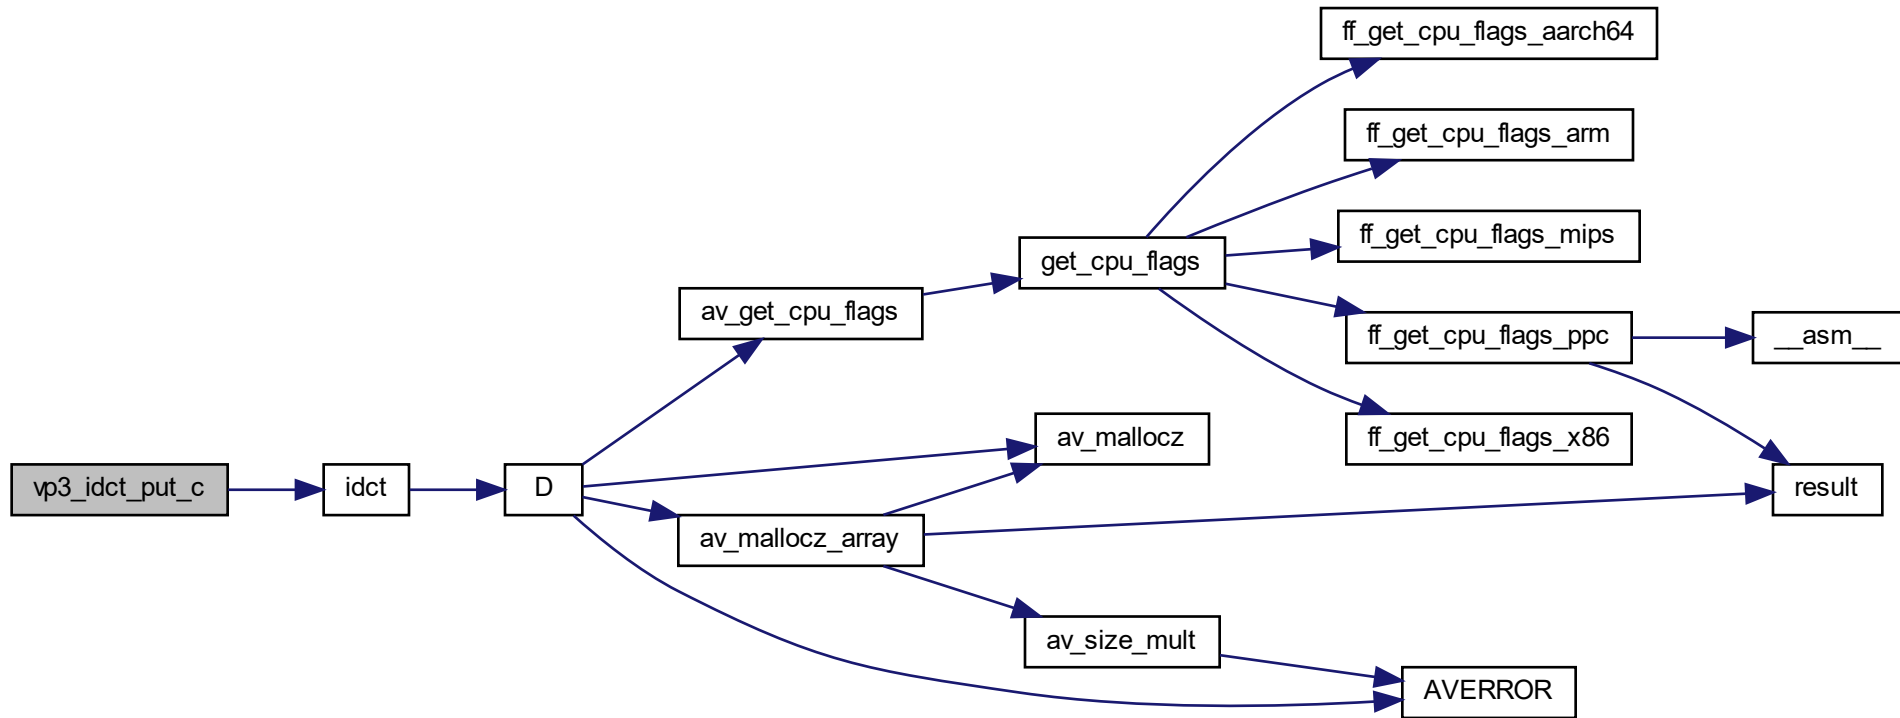 ff_get_cpu_flags_aarch64
ff_get_cpu_flags_arm
ff_get_cpu_flags_mips
get_cpu_flags
av_get_cpu_flags
ff_get_cpu_flags_ppc
__asm__
av_mallocz
ff_get_cpu_flags_x86
vp3_idct_put_c
idct
D
result
av_mallocz_array
av_size_mult
AVERROR